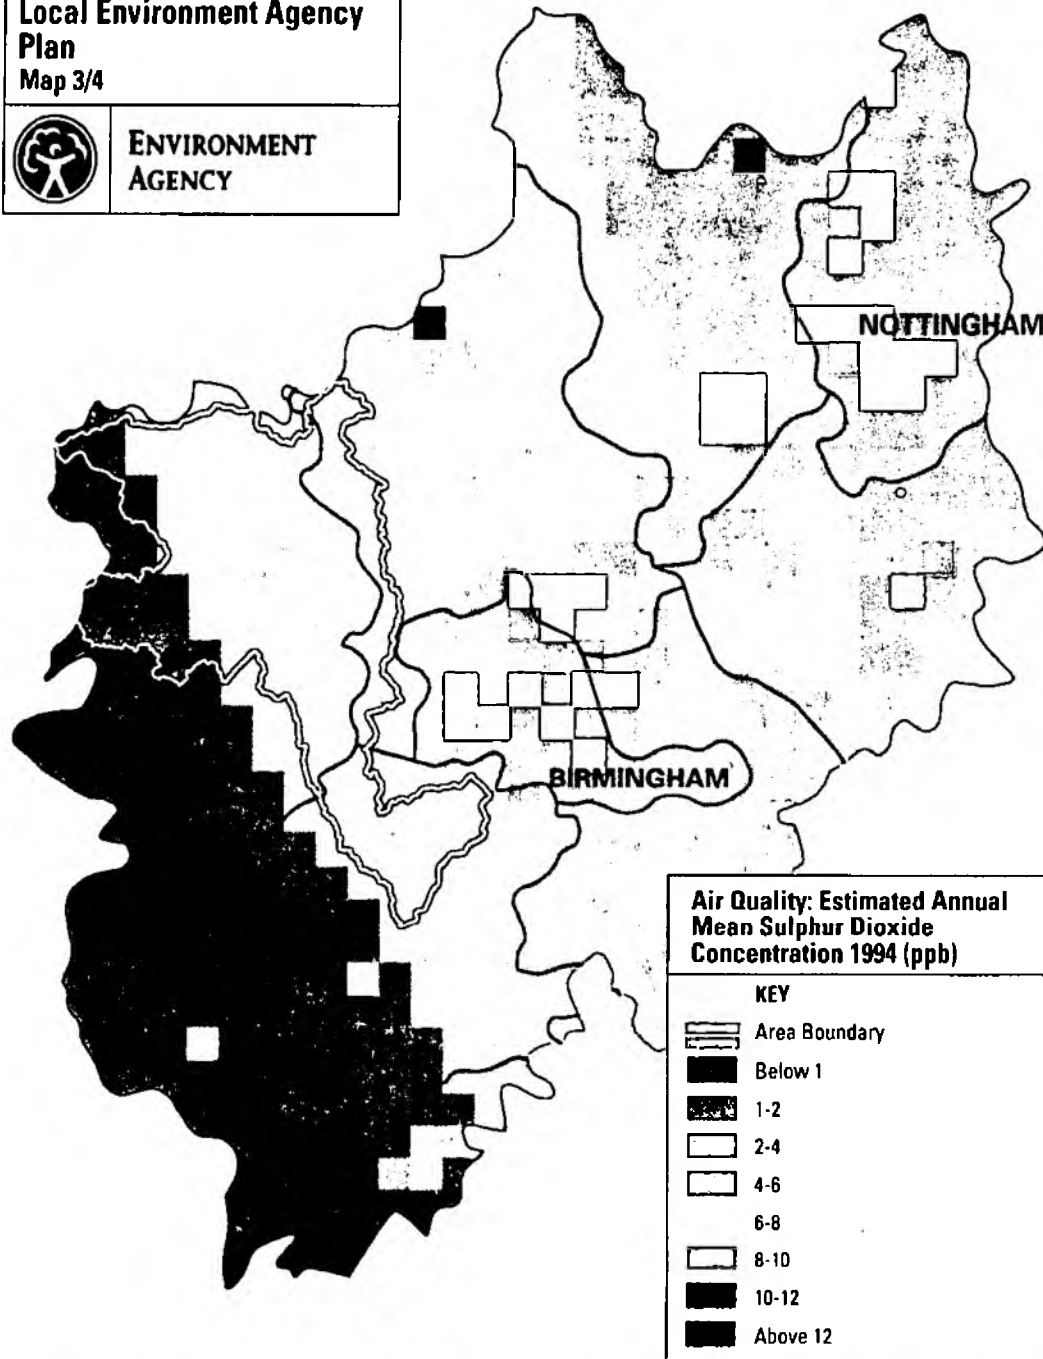 Local Environment Agency
Plan
Map 3/4
ENVIRONMENT
AGENCY
NOTTINGHAM
BIRMINGHAM
Air Quality: Estimated Annual
Mean Sulphur Dioxide
Concentration 1994 (ppb)
KEY
Area Boundary
Below 1
1-2
2-4
4-6
6-8
8-10
10-12
Above 12